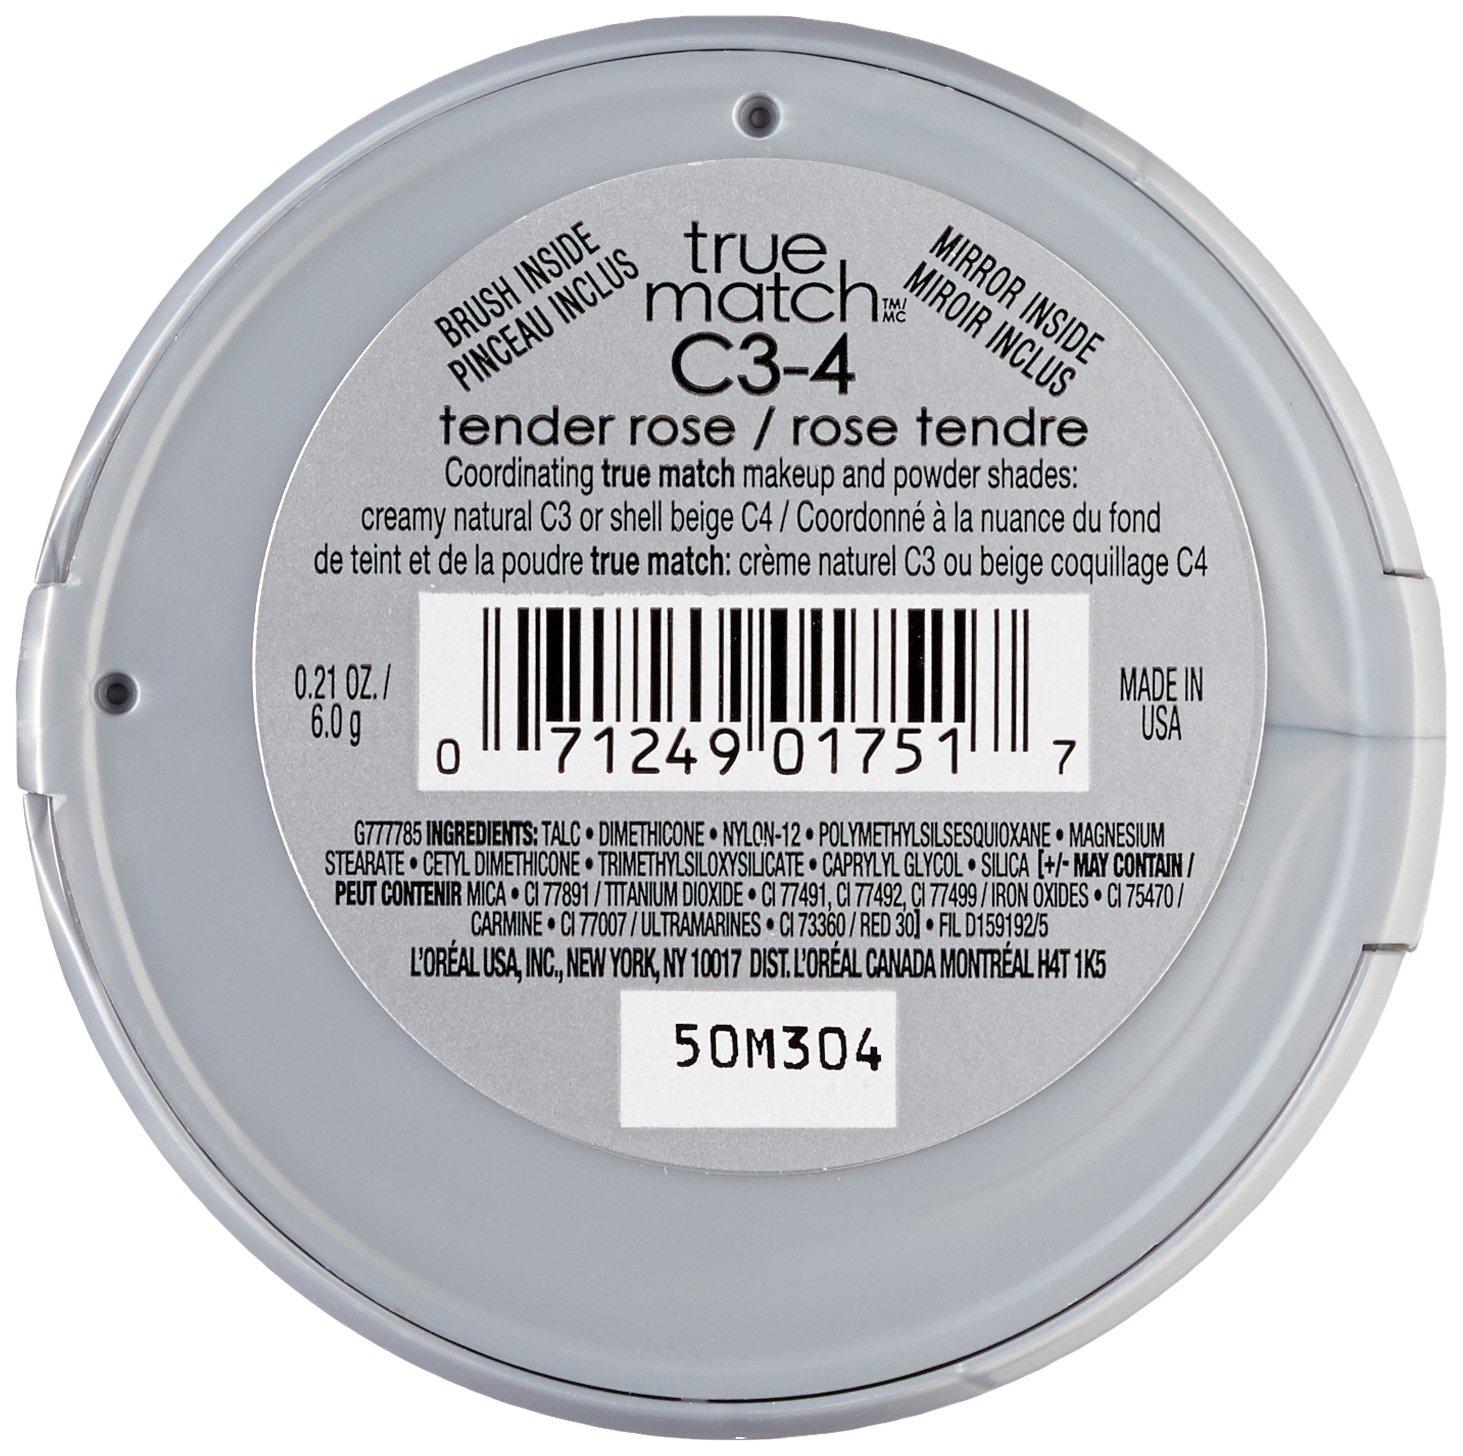 BRUSH INSIDE
PINCEAU INCLUS
true
match TM/
MC
MIRROR INSIDE
MIROIR INCLUS
C3-4
tender rose / rose tendre
Coordinating true match makeup and powder shades:
creamy natural C3 or shell beige C4 / Coordonné à la nuance du fond
de teint et de la poudre true match: crème naturel C3 ou beige coquillage C4
0.21 OZ. /
6.0 g
0 71249 01751 7
MADE IN
USA
G777785 INGREDIENTS: TALC • DIMETHICONE • NYLON-12 • POLYMETHYLSILSESQUIOXANE • MAGNESIUM
STEARATE • CETYL DIMETHICONE • TRIMETHYLSILOXYSILICATE • CAPRYLYL GLYCOL • SILICA [+/- MAY CONTAIN /
PEUT CONTENIR MICA • CI 77891 / TITANIUM DIOXIDE • CI 77491, CI 77492, CI 77499 / IRON OXIDES • CI 75470 /
CARMINE • CI 77007 / ULTRAMARINES • CI 73360 / RED 30] • FIL D159192/5
L'ORÉAL USA, INC., NEW YORK, NY 10017 DIST. L'ORÉAL CANADA MONTRÉAL H4T 1K5
50M304